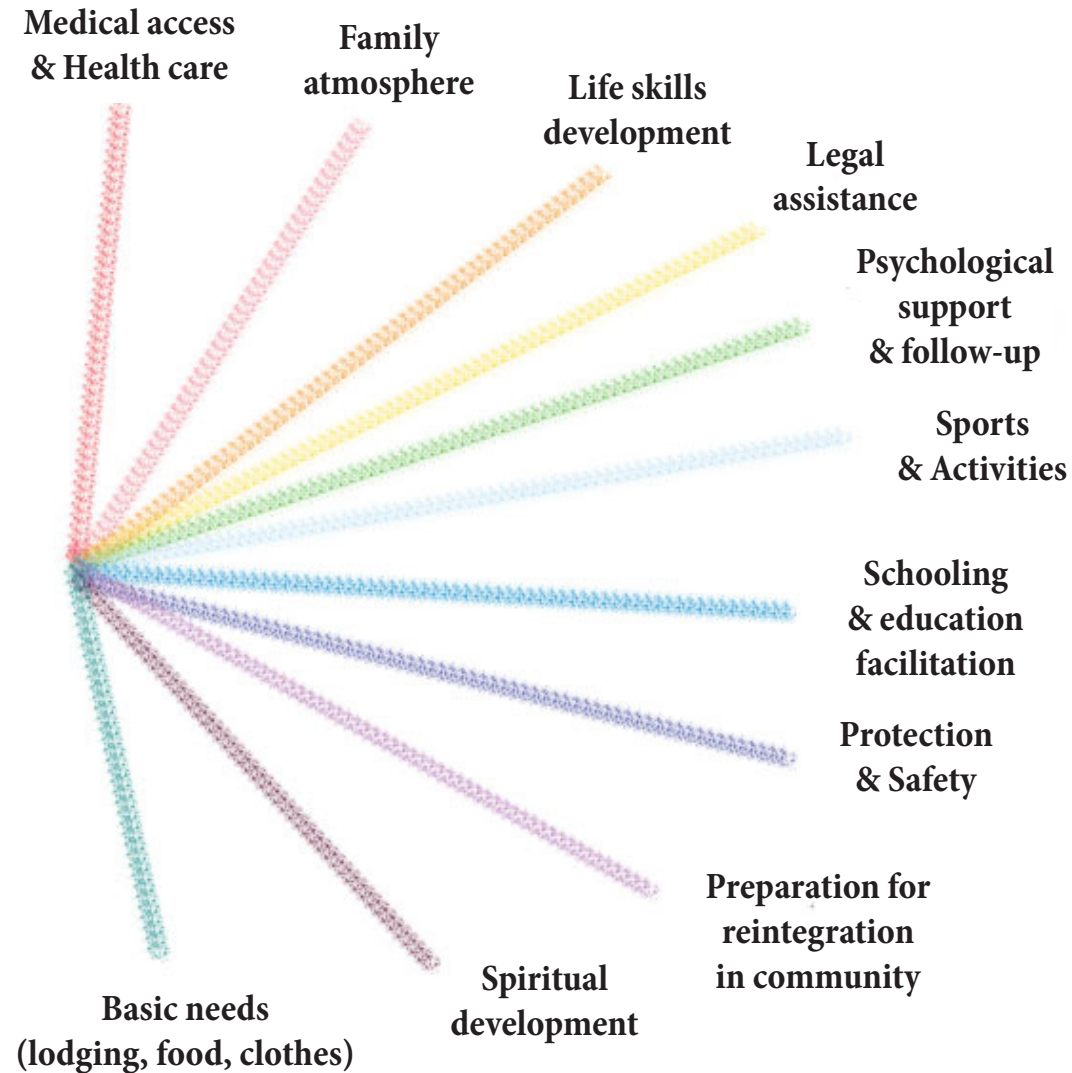 Medical access
& Health care
Family
atmosphere
Life skills
development
Legal
assistance
Psychological
support
& follow-up
Sports
& Activities
Schooling
& education
facilitation
Protection
& Safety
Preparation for
reintegration
in community
Spiritual
development
Basic needs
(lodging, food, clothes)